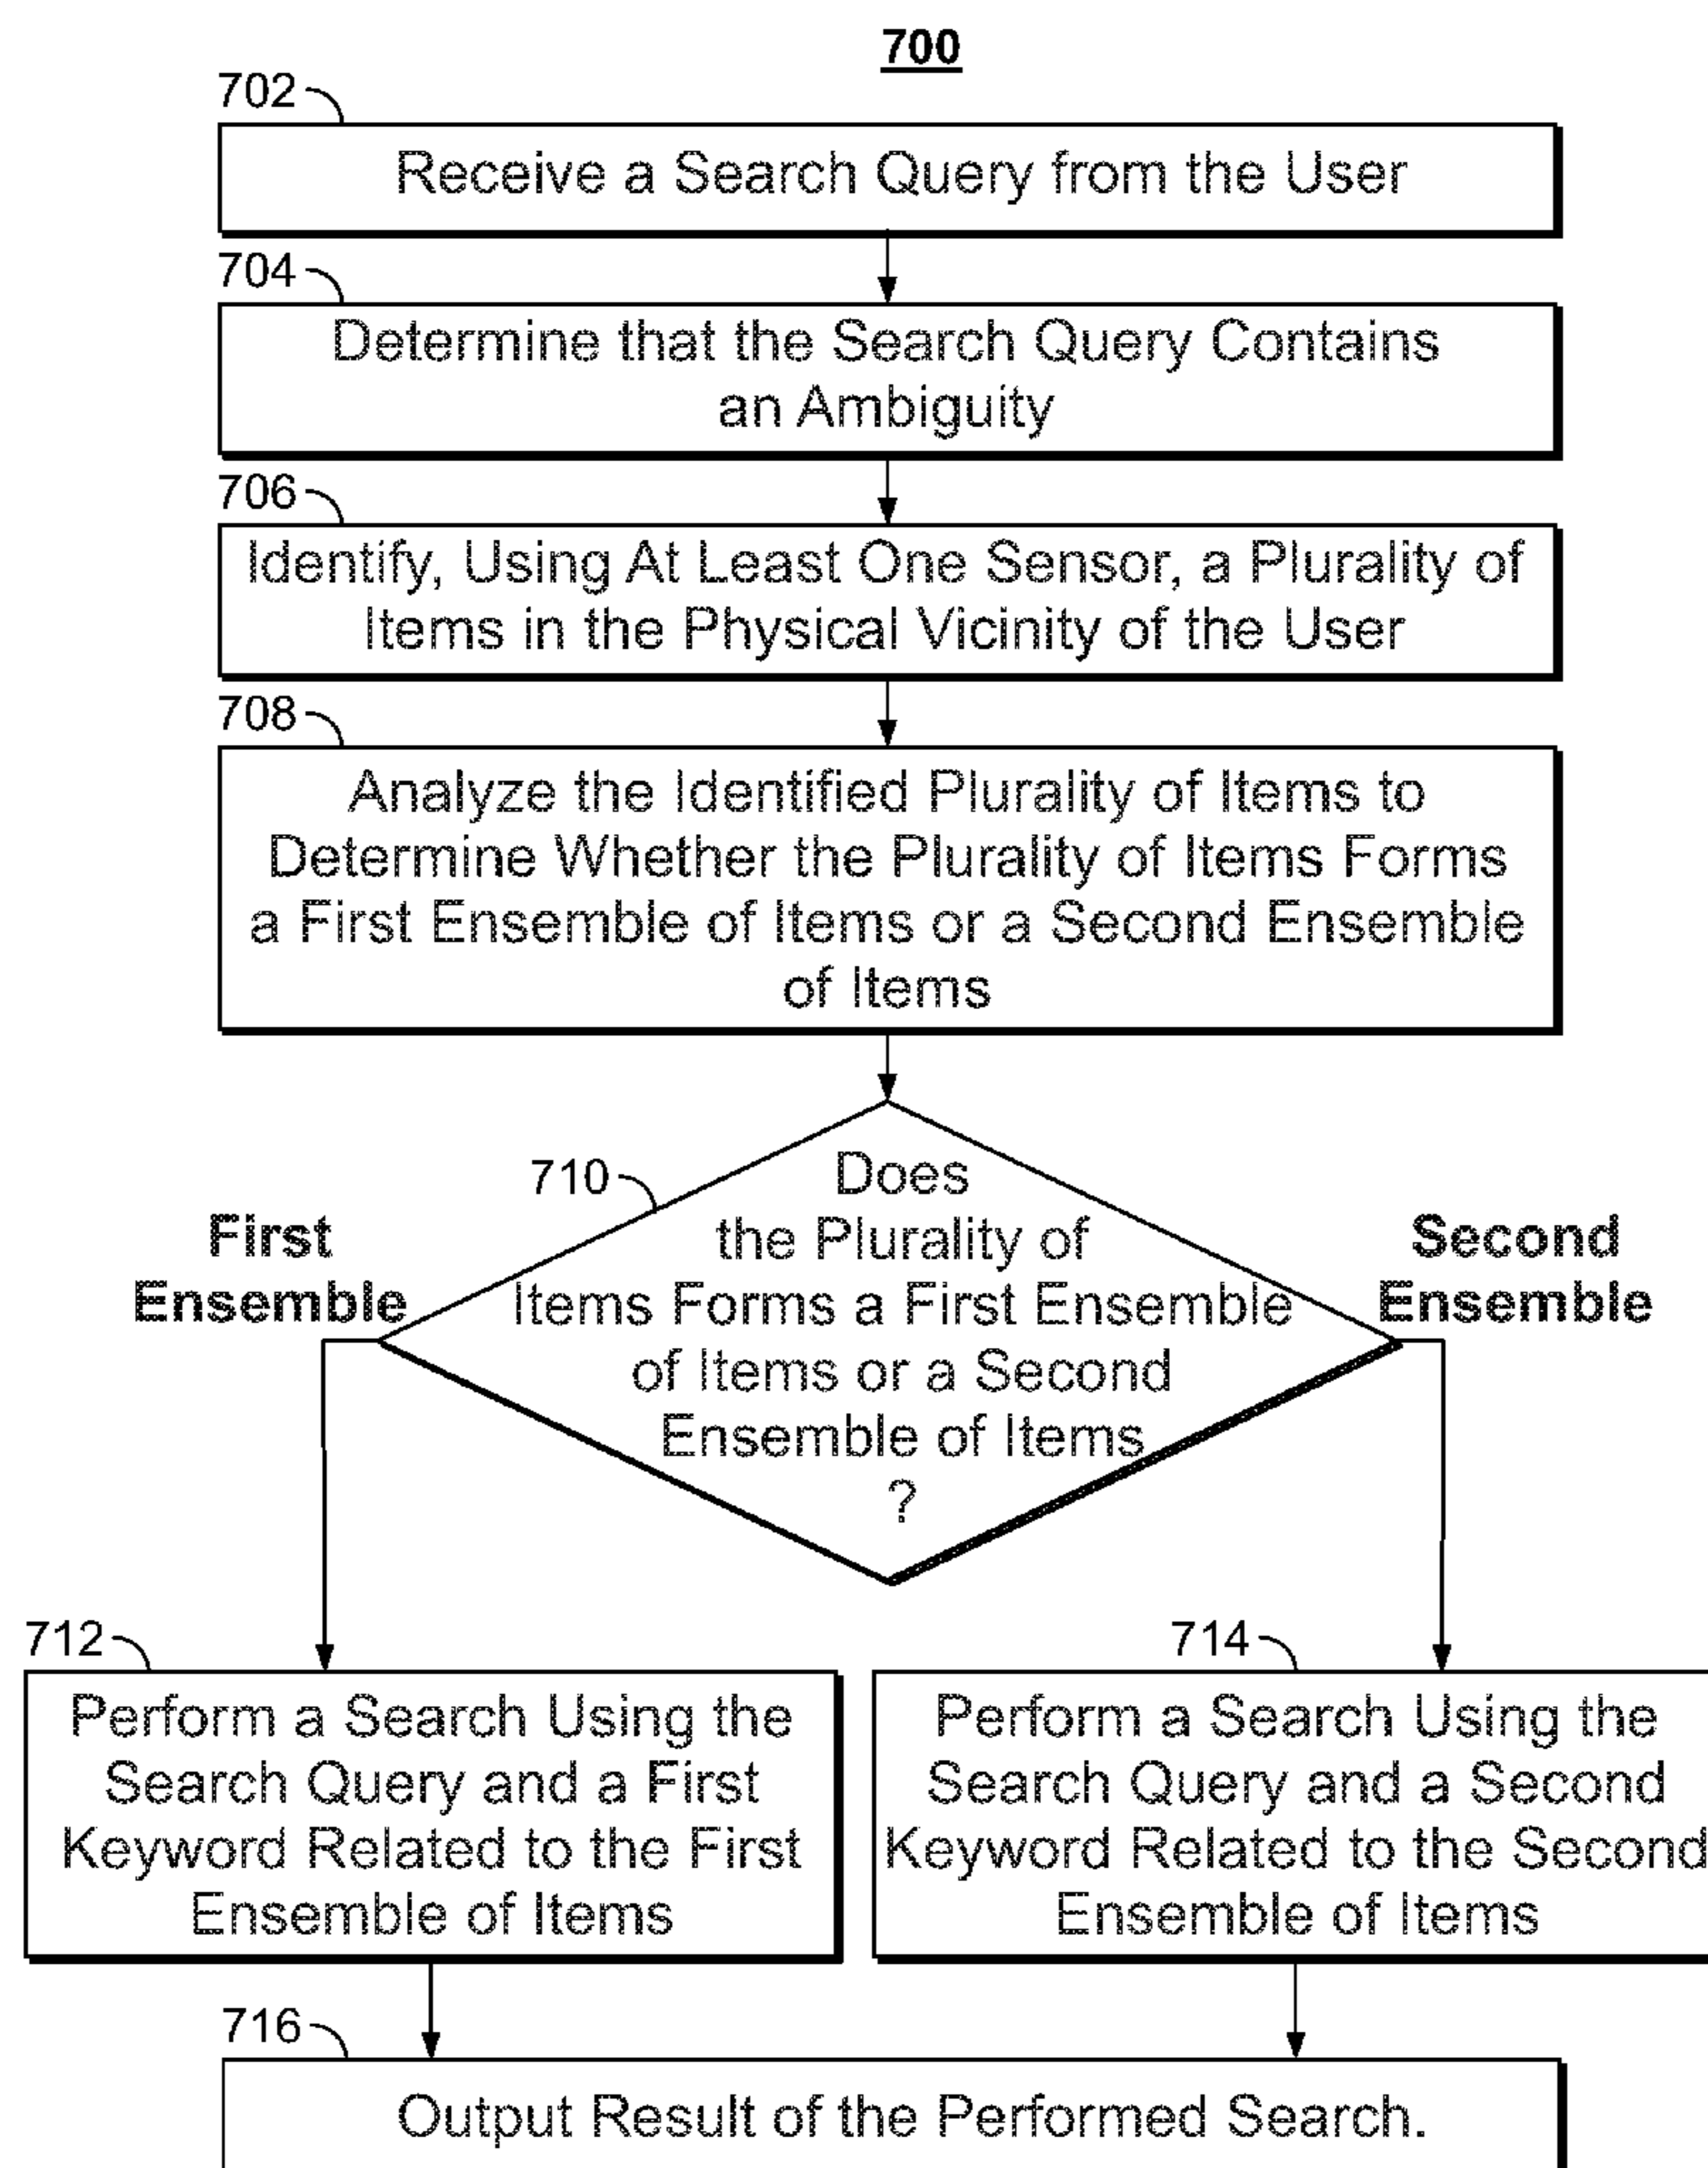 700
702
Receive a Search Query from the User
704
Determine that the Search Query Contains
an Ambiguity
706
Identify, Using At Least One Sensor, a Plurality of
Items in the Physical Vicinity of the User
708
Analyze the Identified Plurality of Items to
Determine Whether the Plurality of Items Forms
a First Ensemble of Items or a Second Ensemble
of Items
710
Does
the Plurality of
Items Forms a First Ensemble
of Items or a Second
Ensemble of Items
?
First
Ensemble
Second
Ensemble
712
Perform a Search Using the
Search Query and a First
Keyword Related to the First
Ensemble of Items
714
Perform a Search Using the
Search Query and a Second
Keyword Related to the Second
Ensemble of Items
716
Output Result of the Performed Search.